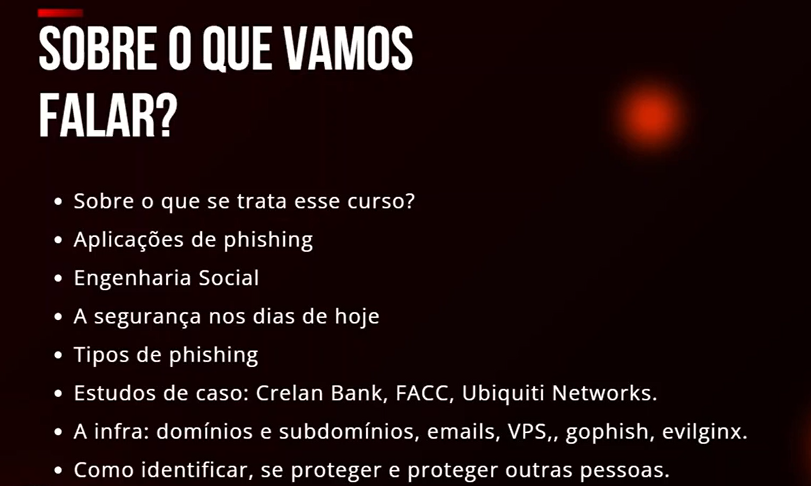 SOBRE O QUE VAMOS
FALAR?
• Sobre o que se trata esse curso?
• Aplicações de phishing
• Engenharia Social
• A segurança nos dias de hoje
• Tipos de phishing
• Estudos de caso: Crelan Bank, FACC, Ubiquiti Networks.
• A infra: domínios e subdomínios, emails, VPS,, gophish, evilginx.
• Como identificar, se proteger e proteger outras pessoas.